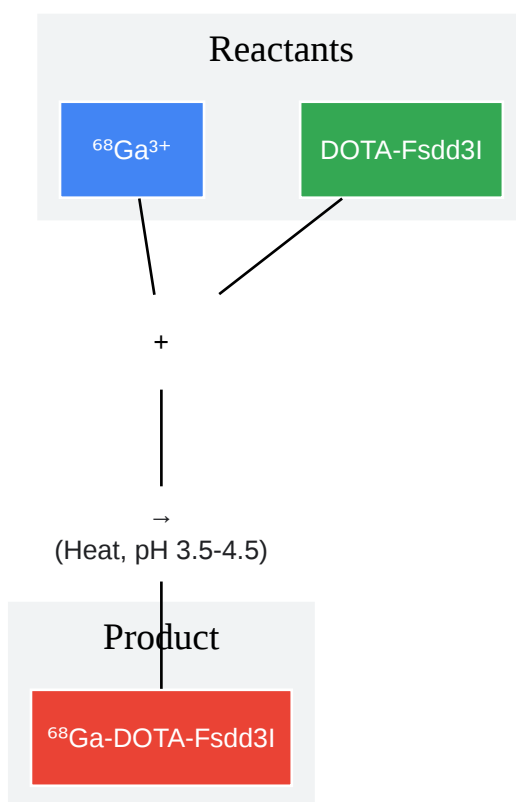 Reactants
⁶⁸Ga³⁺
DOTA-Fsdd3I
+
→
(Heat, pH 3.5-4.5)
Product
⁶⁸Ga-DOTA-Fsdd3I